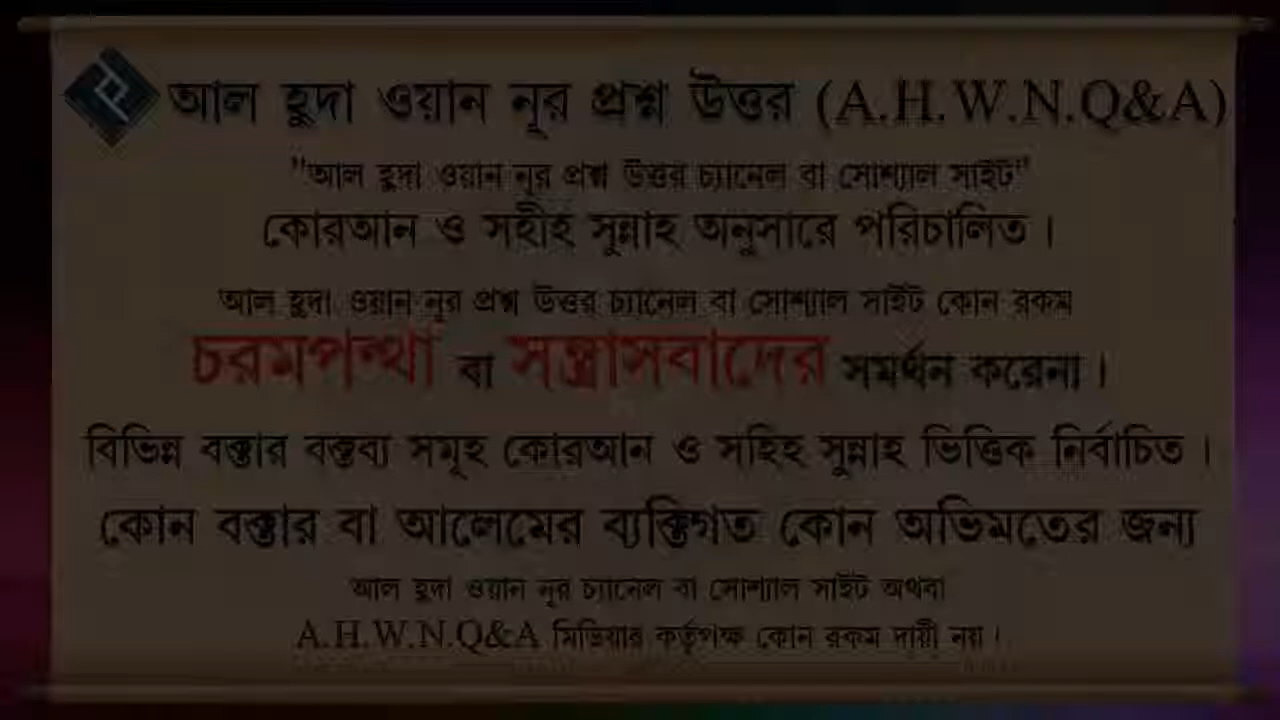 আল হুদা ওয়ান নূর প্রশ্ন উত্তর (A.H.W.N.Q&A)
"আল হুদা ওয়ান নূর প্রশ্ন উত্তর চ্যানেল বা সোশ্যাল সাইট"
কোরআন ও সহীহ সুন্নাহ অনুসারে পরিচালিত ।
আল হুদা ওয়ান নূর প্রশ্ন উত্তর চ্যানেল বা সোশ্যাল সাইট কোন রকম
চরমপন্থা বা সন্ত্রাসবাদের সমর্থন করেনা ।
বিভিন্ন বক্তার বক্তব্য সমূহ কোরআন ও সহিহ সুন্নাহ ভিত্তিক নির্বাচিত ।
কোন বক্তার বা আলেমের ব্যক্তিগত কোন অভিমতের জন্য
আল হুদা ওয়ান নূর চ্যানেল বা সোশ্যাল সাইট অথবা
A.H.W.N.Q&A মিডিয়ার কর্তৃপক্ষ কোন রকম দায়ী নয় ।